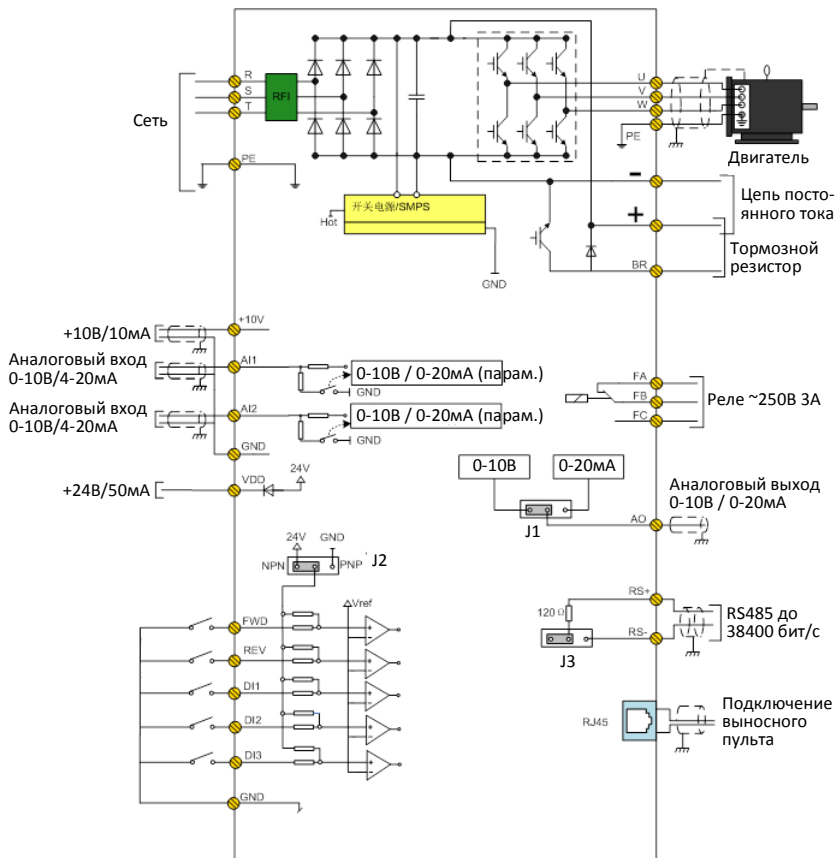 R
S
T
RFI
Сеть
PE
U
V
W
PE
Двигатель
开关电源/SMPS
Hot
GND
-
+
BR
Цепь посто-
янного тока
Тормозной
резистор
+10V
+10В/10мА
Аналоговый вход
0-10В/4-20мА
AI1
0-10В / 0-20мА (парам.)
GND
Аналоговый вход
0-10В/4-20мА
AI2
0-10В / 0-20мА (парам.)
GND
GND
+24В/50мА
VDD
24V
FA
FB
FC
Реле ~250В 3А
0-10В
0-20мА
J1
AO
Аналоговый выход
0-10В / 0-20мА
24V
GND
NPN
PNP
J2
Vref
FWD
REV
DI1
DI2
DI3
GND
RS+
120 Ω
RS-
J3
RS485 до
38400 бит/с
RJ45
Подключение
выносного
пульта